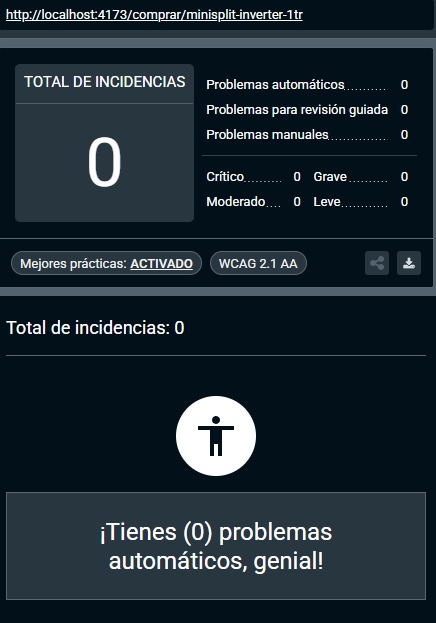 http://localhost:4173/comprar/minisplit-inverter-1tr
TOTAL DE INCIDENCIAS
0
Problemas automáticos 0
Problemas para revisión guiada 0
Problemas manuales 0
Crítico 0 Grave 0
Moderado 0 Leve 0
Mejores prácticas: ACTIVADO WCAG 2.1 AA
Total de incidencias: 0
¡Tienes (0) problemas
automáticos, genial!